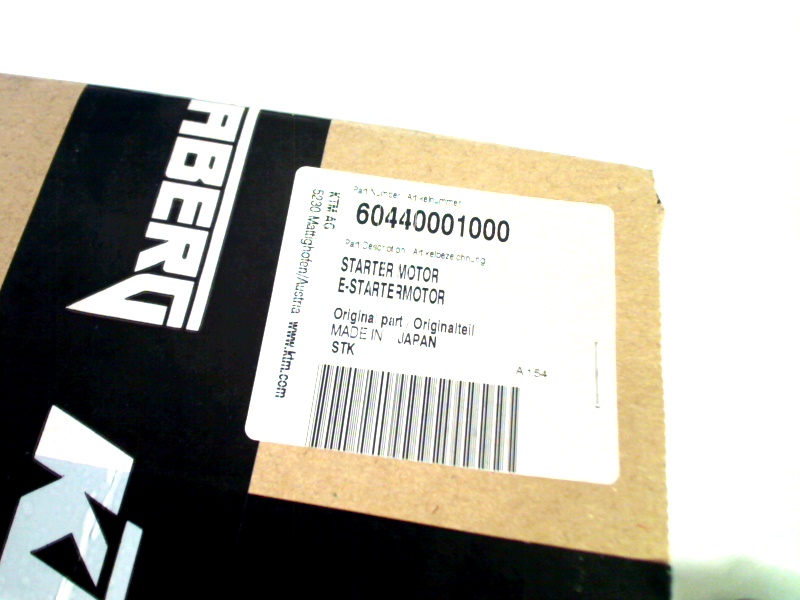 ABERG
K
KTM AG
5230 Mattighofen/Austria www.ktm.com
Part Number Artikelnummer
60440001000
Part Description Artikelbezeichnung
STARTER MOTOR
E-STARTERMOTOR
Original part Originalteil
MADE IN JAPAN
STK
A 154